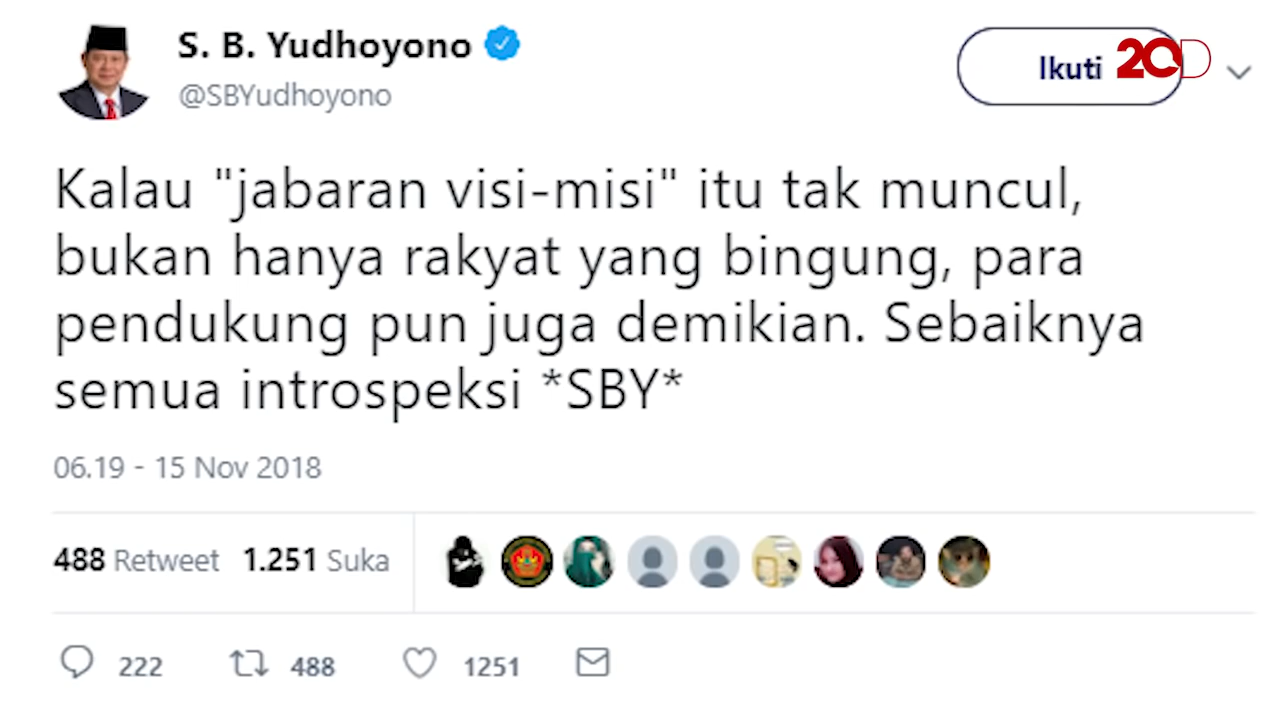 S. B. Yudhoyono
@SBYudhoyono
Ikuti 20D
Kalau "jabaran visi-misi" itu tak muncul,
bukan hanya rakyat yang bingung, para
pendukung pun juga demikian. Sebaiknya
semua introspeksi *SBY*
06.19 - 15 Nov 2018
488 Retweet 1.251 Suka
222 488 1251